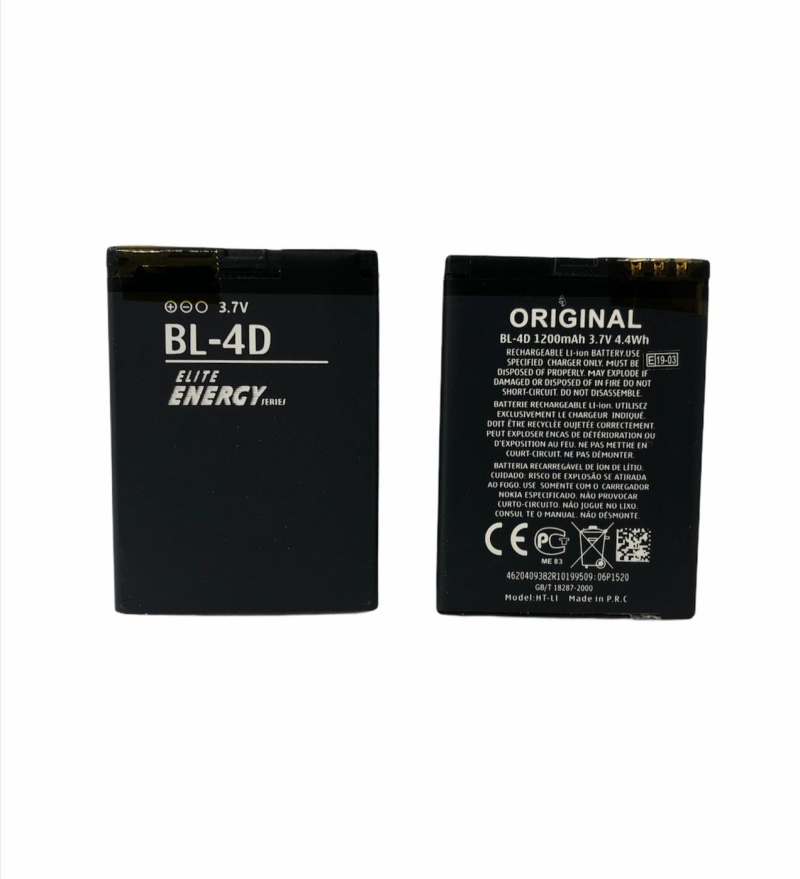 3.7V
BL-4D
ELITE
ENERGY SERIES
ORIGINAL
BL-4D 1200mAh 3.7V 4.4Wh
RECHARGEABLE LI-ion BATTERY.USE
SPECIFIED CHARGER ONLY. MUST BE
DISPOSED OF PROPERLY. MAY EXPLODE IF
DAMAGED OR DISPOSED OF IN FIRE DO NOT
SHORT-CIRCUIT. DO NOT DISASSEMBLE.
E 19-03
BATTERIE RECHARGEABLE LI-ion. UTILISEZ
EXCLUSIVEMENT LE CHARGEUR INDIQUÉ.
DOIT ÊTRE RECYCLÉE OUJETÉE CORRECTEMENT.
PEUT EXPLOSER ENCAS DE DÉTÉRIORATION OU
D'EXPOSITION AU FEU. NE PAS METTRE EN
COURT-CIRCUIT. NE PAS DÉMONTER.
BATTERIA RECARREGÁVEL DE ÍON DE LÍTIO.
CUIDADO: RISCO DE EXPLOSÃO SE ATIRADA
AO FOGO. USE SOMENTE COM O CARREGADOR
NOKIA ESPECIFICADO. NÃO PROVOCAR
CURTO-CIRCUITO. NÃO JOGUE NO LIXO.
CONSUL TE O MANUAL. NÃO DÉSMONTE.
CE
ME 83
4620409382R10199509:06P1520
GB/T 18287-2000
Model:HT-LI Made in P.R.C